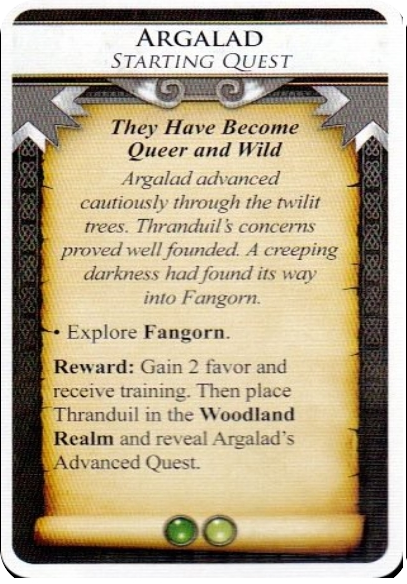 ARGALAD
STARTING QUEST
They Have Become
Queer and Wild
Argalad advanced
cautiously through the twilit
trees. Thranduil's concerns
proved well founded. A creeping
darkness had found its way
into Fangorn.
• Explore Fangorn.
Reward: Gain 2 favor and
receive training. Then place
Thranduil in the Woodland
Realm and reveal Argalad's
Advanced Quest.